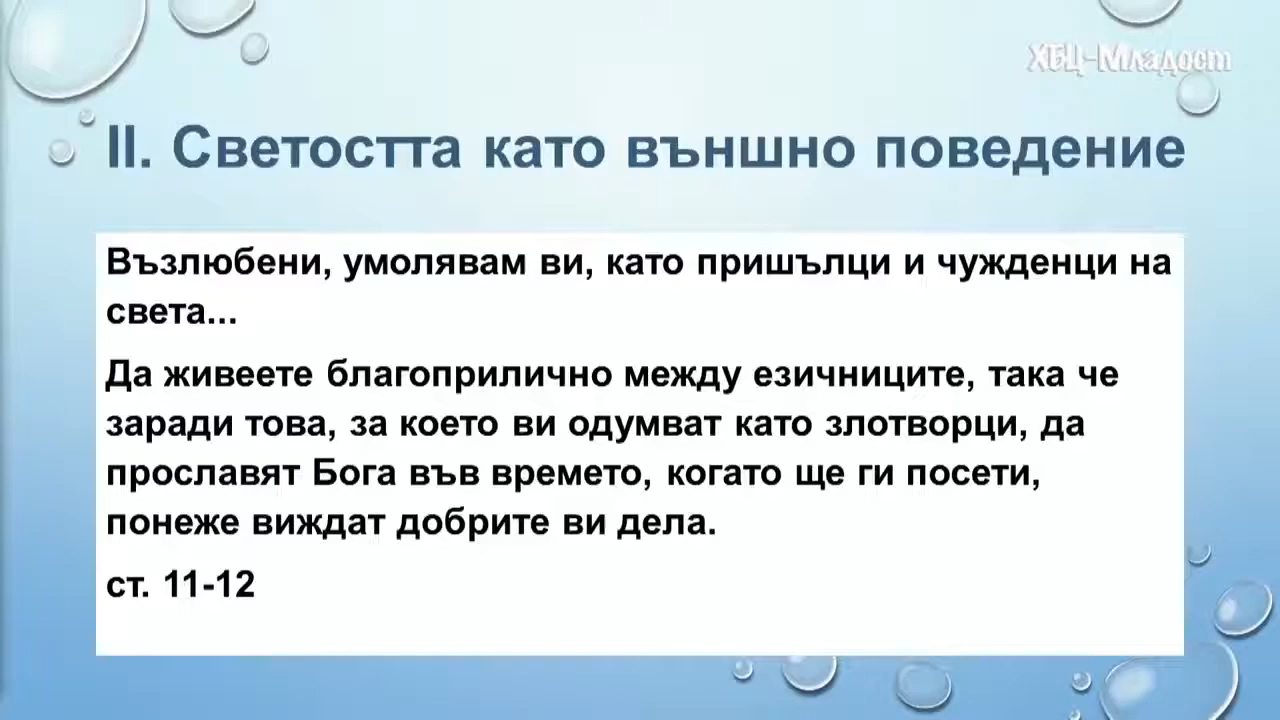 ХБЦ-Младост
II. Светостта като външно поведение
Възлюбени, умолявам ви, като пришълци и чужденци на
света...
Да живеете благоприлично между езичниците, така че
заради това, за което ви одумват като злотворци, да
прославят Бога във времето, когато ще ги посети,
понеже виждат добрите ви дела.
ст. 11-12